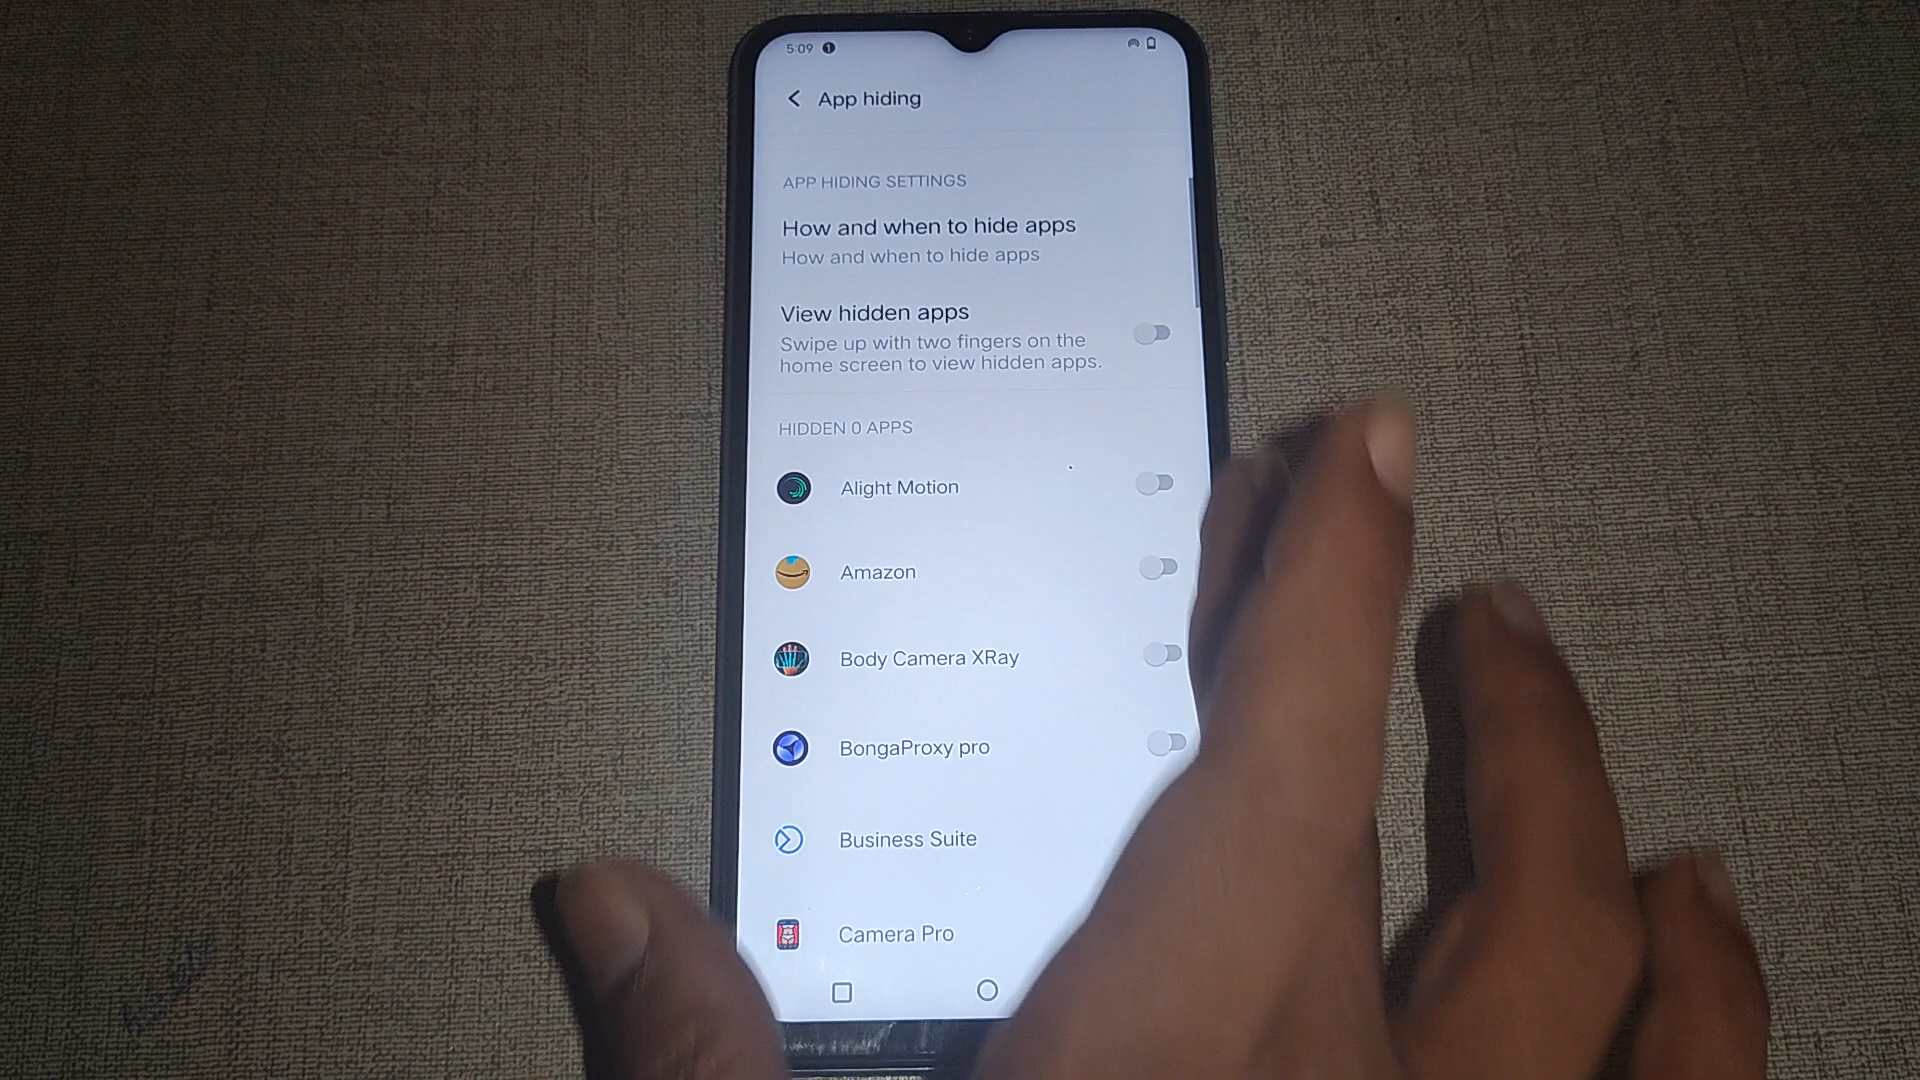 5:09
App hiding
APP HIDING SETTINGS
How and when to hide apps
How and when to hide apps
View hidden apps
Swipe up with two fingers on the
home screen to view hidden apps.
HIDDEN 0 APPS
Alight Motion
Amazon
Body Camera XRay
BongaProxy pro
Business Suite
Camera Pro